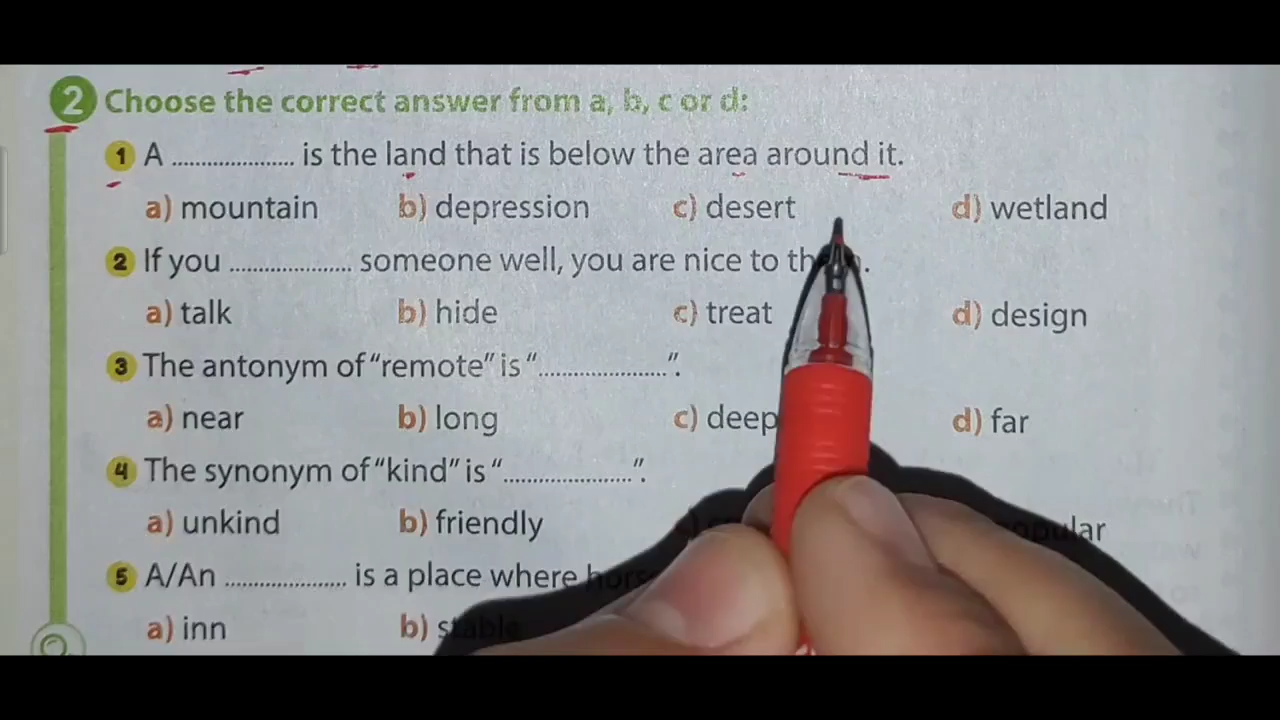 2 Choose the correct answer from a, b, c or d:
1 A .................... is the land that is below the area around it.
a) mountain b) depression c) desert d) wetland
2 If you .................... someone well, you are nice to
a) talk b) hide c) treat d) design
3 The antonym of “remote” is “.....................”.
a) near b) long c) deep d) far
4 The synonym of “kind” is “.....................”.
a) unkind b) friendly
5 A/An .................... is a place where
a) inn b) stable